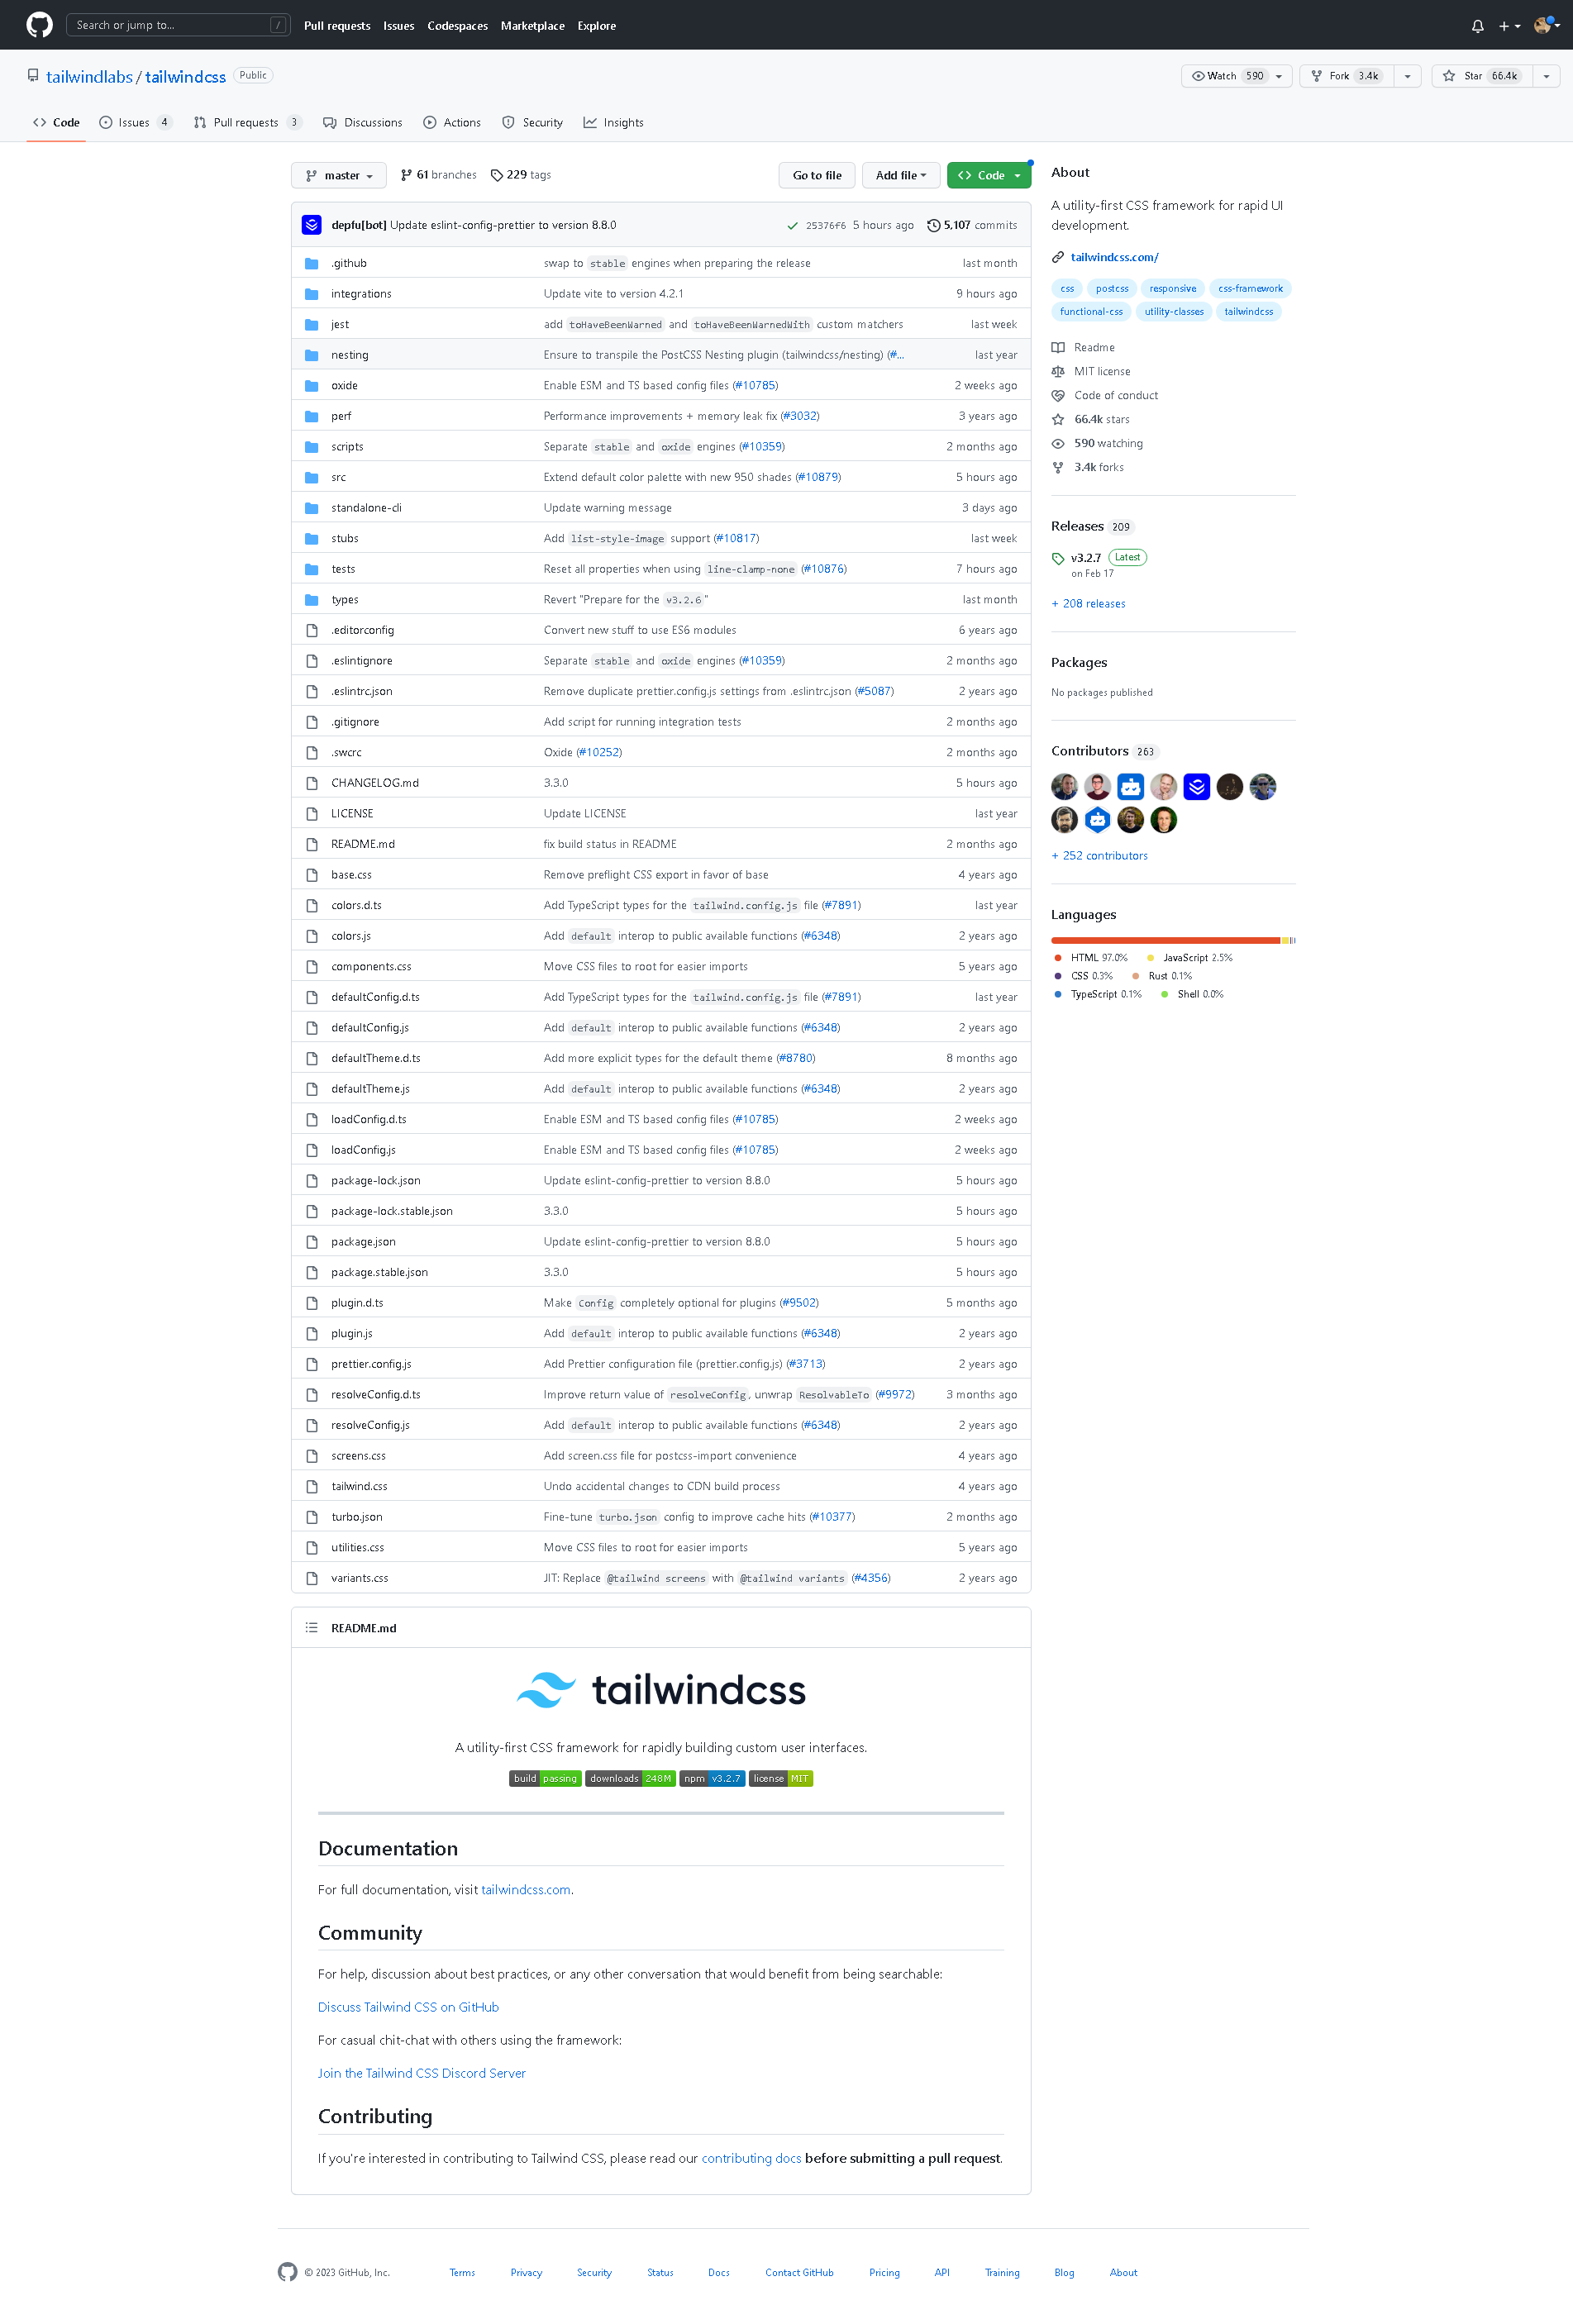 Search or jump to... /
Pull requests Issues Codespaces Marketplace Explore
tailwindlabs / tailwindcss Public
Watch 590 Fork 3.4k Star 66.4k
Code Issues 4 Pull requests 3 Discussions Actions Security Insights
master 61 branches 229 tags Go to file Add file Code
depfu[bot] Update eslint-config-prettier to version 8.8.0 25376f6 5 hours ago 5,107 commits
.github swap to stable engines when preparing the release last month
integrations Update vite to version 4.2.1 9 hours ago
jest add toHaveBeenWarned and toHaveBeenWarnedWith custom matchers last week
nesting Ensure to transpile the PostCSS Nesting plugin (tailwindcss/nesting) (#... last year
oxide Enable ESM and TS based config files (#10785) 2 weeks ago
perf Performance improvements + memory leak fix (#3032) 3 years ago
scripts Separate stable and oxide engines (#10359) 2 months ago
src Extend default color palette with new 950 shades (#10879) 5 hours ago
standalone-cli Update warning message 3 days ago
stubs Add list-style-image support (#10817) last week
tests Reset all properties when using line-clamp-none (#10876) 7 hours ago
types Revert "Prepare for the v3.2.6" last month
.editorconfig Convert new stuff to use ES6 modules 6 years ago
.eslintignore Separate stable and oxide engines (#10359) 2 months ago
.eslintrc.json Remove duplicate prettier.config.js settings from .eslintrc.json (#5087) 2 years ago
.gitignore Add script for running integration tests 2 months ago
.swcrc Oxide (#10252) 2 months ago
CHANGELOG.md 3.3.0 5 hours ago
LICENSE Update LICENSE last year
README.md fix build status in README 2 months ago
base.css Remove preflight CSS export in favor of base 4 years ago
colors.d.ts Add TypeScript types for the tailwind.config.js file (#7891) last year
colors.js Add default interop to public available functions (#6348) 2 years ago
components.css Move CSS files to root for easier imports 5 years ago
defaultConfig.d.ts Add TypeScript types for the tailwind.config.js file (#7891) last year
defaultConfig.js Add default interop to public available functions (#6348) 2 years ago
defaultTheme.d.ts Add more explicit types for the default theme (#8780) 8 months ago
defaultTheme.js Add default interop to public available functions (#6348) 2 years ago
loadConfig.d.ts Enable ESM and TS based config files (#10785) 2 weeks ago
loadConfig.js Enable ESM and TS based config files (#10785) 2 weeks ago
package-lock.json Update eslint-config-prettier to version 8.8.0 5 hours ago
package-lock.stable.json 3.3.0 5 hours ago
package.json Update eslint-config-prettier to version 8.8.0 5 hours ago
package.stable.json 3.3.0 5 hours ago
plugin.d.ts Make Config completely optional for plugins (#9502) 5 months ago
plugin.js Add default interop to public available functions (#6348) 2 years ago
prettier.config.js Add Prettier configuration file (prettier.config.js) (#3713) 2 years ago
resolveConfig.d.ts Improve return value of resolveConfig, unwrap ResolvableTo (#9972) 3 months ago
resolveConfig.js Add default interop to public available functions (#6348) 2 years ago
screens.css Add screen.css file for postcss-import convenience 4 years ago
tailwind.css Undo accidental changes to CDN build process 4 years ago
turbo.json Fine-tune turbo.json config to improve cache hits (#10377) 2 months ago
utilities.css Move CSS files to root for easier imports 5 years ago
variants.css JIT: Replace @tailwind screens with @tailwind variants (#4356) 2 years ago
README.md
tailwindcss
A utility-first CSS framework for rapidly building custom user interfaces.
build passing downloads 248M npm v3.2.7 license MIT
Documentation
For full documentation, visit tailwindcss.com.
Community
For help, discussion about best practices, or any other conversation that would benefit from being searchable:
Discuss Tailwind CSS on GitHub
For casual chit-chat with others using the framework:
Join the Tailwind CSS Discord Server
Contributing
If you're interested in contributing to Tailwind CSS, please read our contributing docs before submitting a pull request.
About
A utility-first CSS framework for rapid UI
development.
tailwindcss.com/
css postcss responsive css-framework
functional-css utility-classes tailwindcss
Readme
MIT license
Code of conduct
66.4k stars
590 watching
3.4k forks
Releases 209
v3.2.7 Latest
on Feb 17
+ 208 releases
Packages
No packages published
Contributors 263
+ 252 contributors
Languages
HTML 97.0% JavaScript 2.5%
CSS 0.3% Rust 0.1%
TypeScript 0.1% Shell 0.0%
© 2023 GitHub, Inc. Terms Privacy Security Status Docs Contact GitHub Pricing API Training Blog About